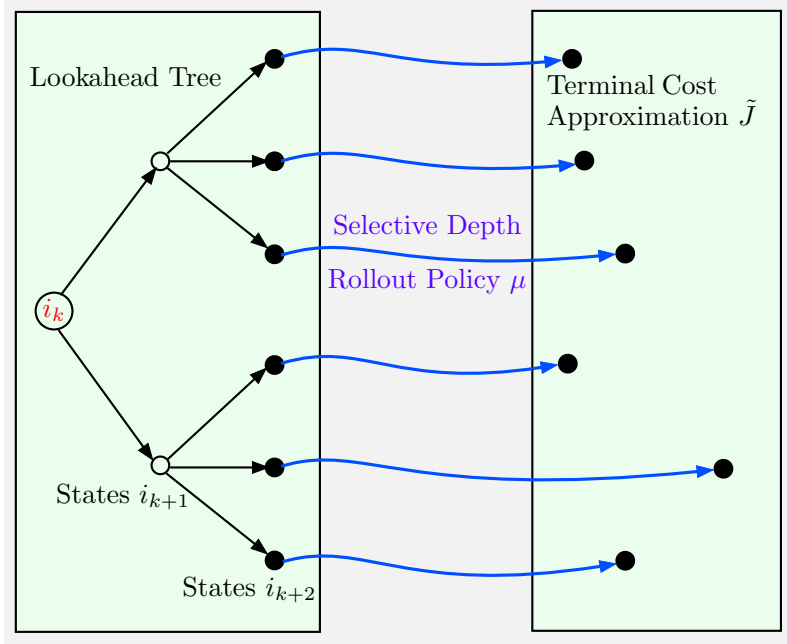 Lookahead Tree
Terminal Cost
Approximation J̃
Selective Depth
Rollout Policy μ
i_k
States i_{k+1}
States i_{k+2}